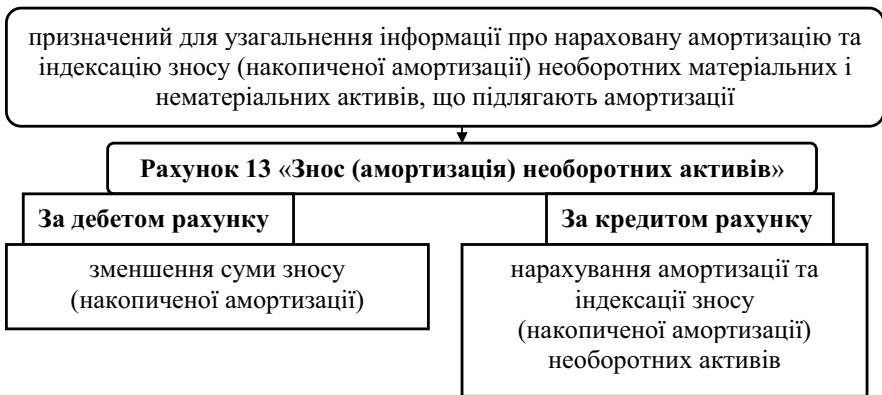 призначений для узагальнення інформації про нараховану амортизацію та
індексацію зносу (накопиченої амортизації) необоротних матеріальних і
нематеріальних активів, що підлягають амортизації
Рахунок 13 «Знос (амортизація) необоротних активів»
За дебетом рахунку
зменшення суми зносу
(накопиченої амортизації)
За кредитом рахунку
нарахування амортизації та
індексації зносу
(накопиченої амортизації)
необоротних активів